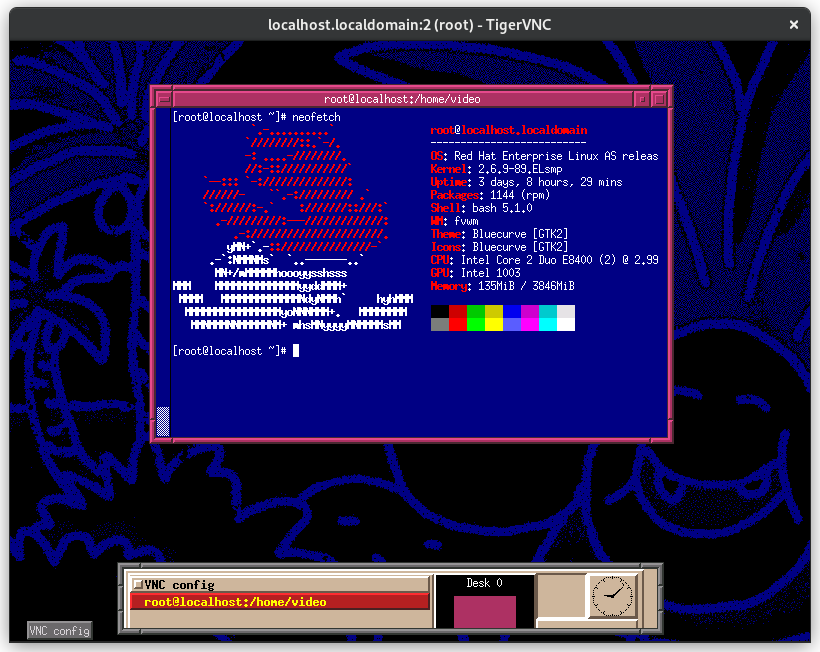 localhost.localdomain:2 (root) - TigerVNC
root@localhost:/home/video
[root@localhost ~]# neofetch
root@localhost.localdomain
--------------------------
OS: Red Hat Enterprise Linux AS releas
Kernel: 2.6.9-89.ELsmp
Uptime: 3 days, 8 hours, 29 mins
Packages: 1144 (rpm)
Shell: bash 5.1.0
WM: fvwm
Theme: Bluecurve [GTK2]
Icons: Bluecurve [GTK2]
CPU: Intel Core 2 Duo E8400 (2) @ 2.99
GPU: Intel 1003
Memory: 135MiB / 3846MiB
[root@localhost ~]#
VNC config
root@localhost:/home/video
Desk 0
VNC config